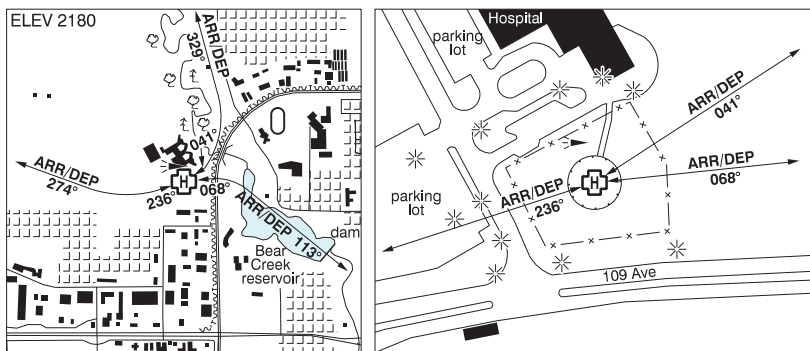 ELEV 2180
ARR/DEP
329°
041°
ARR/DEP
274°
236°
H
068°
ARR/DEP 113°
dam
Bear
Creek
reservoir
Hospital
parking
lot
ARR/DEP
041°
ARR/DEP
068°
H
ARR/DEP
236°
parking
lot
109 Ave